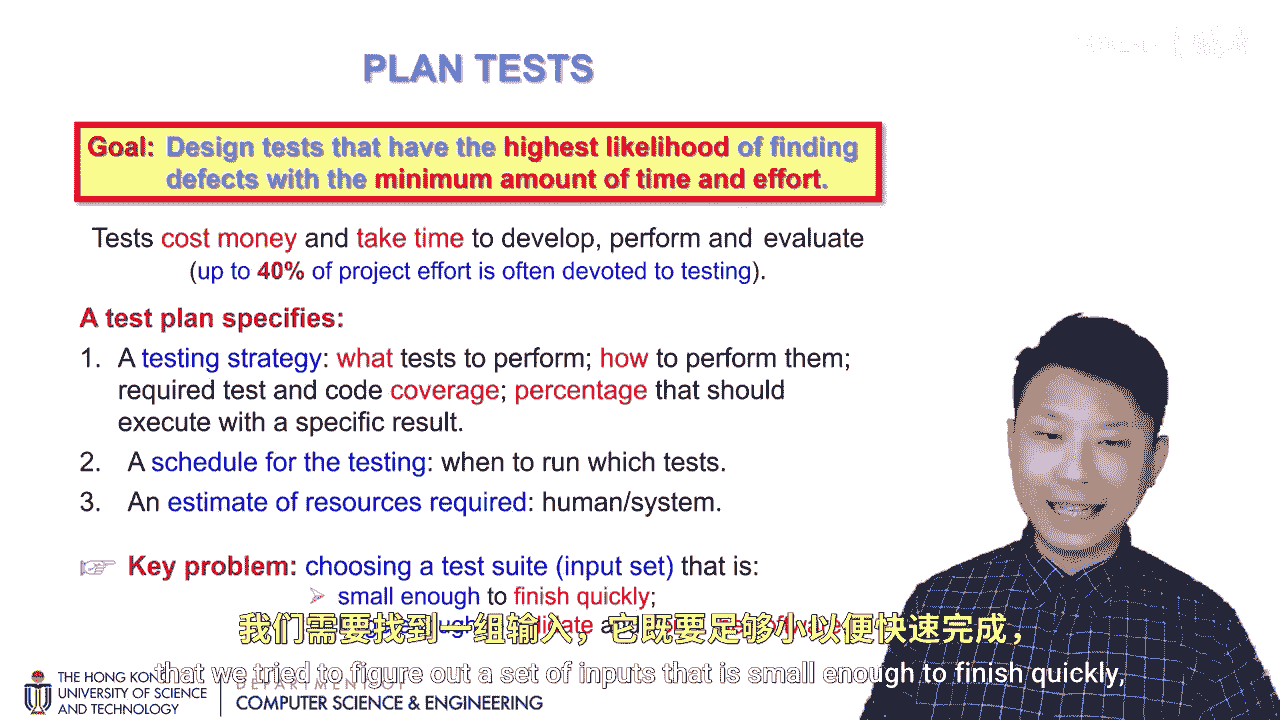 PLAN TESTS
Goal: Design tests that have the highest likelihood of finding
defects with the minimum amount of time and effort.
Tests cost money and take time to develop, perform and evaluate
(up to 40% of project effort is often devoted to testing).
A test plan specifies:
1. A testing strategy: what tests to perform; how to perform them;
required test and code coverage; percentage that should
execute with a specific result.
2. A schedule for the testing: when to run which tests.
3. An estimate of resources required: human/system.
☞ Key problem: choosing a test suite (input set) that is:
➢ small enough to finish quickly;
我们需要找到一组输入，它既要足够小以便快速完成，
that we tried to figure out a set of inputs that is small enough to finish quickly,
THE HONG KONG
UNIVERSITY OF SCIENCE
AND TECHNOLOGY
DEPARTMENT OF
COMPUTER SCIENCE & ENGINEERING